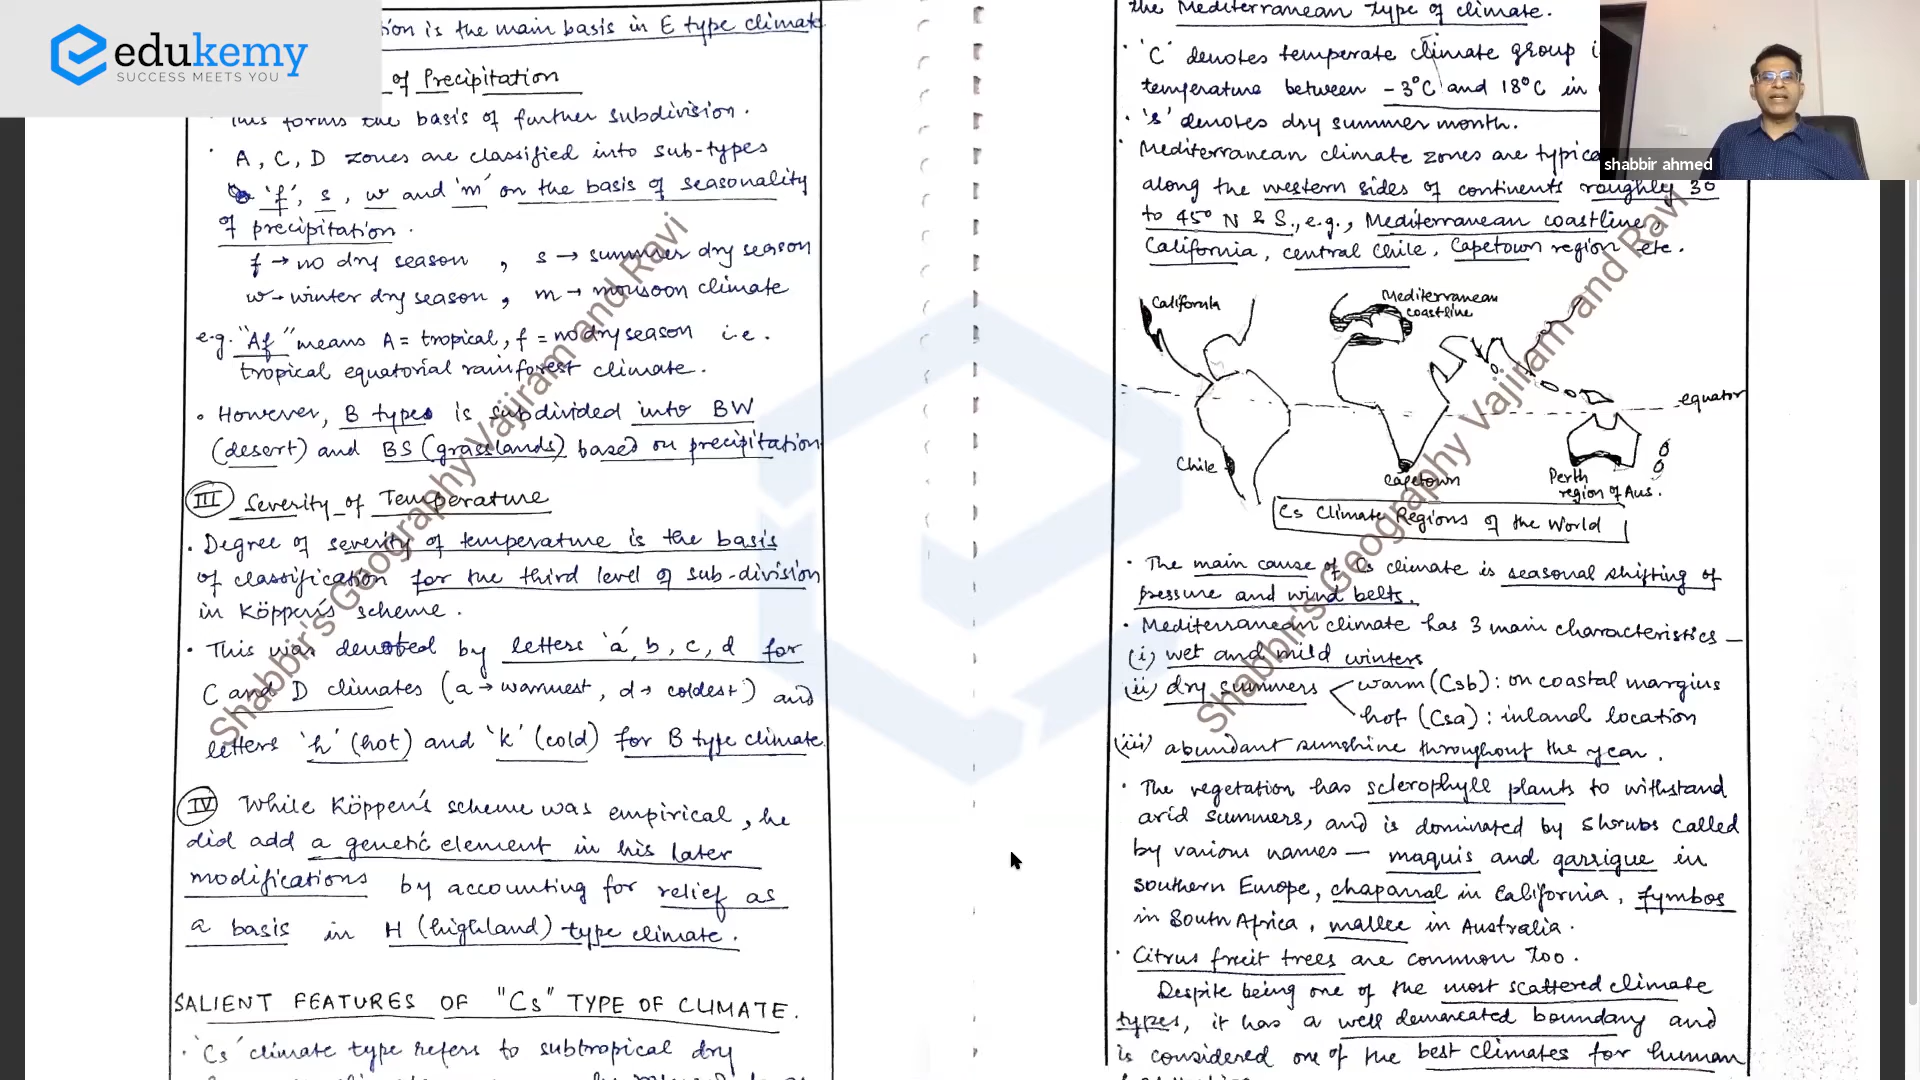 edukemy
SUCCESS MEETS YOU
ion is the main basis in E type climate
of Precipitation
This forms the basis of further subdivision.
A, C, D zones are classified into sub-types
'f', s, w and 'm' on the basis of seasonality
of precipitation.
f → no dry season , s → summer dry season
w → winter dry season , m → monsoon climate
e.g. "Af" means A = tropical, f = no dry season i.e.
tropical equatorial rainforest climate.
• However, B type is subdivided into BW
(desert) and BS (grasslands) based on precipitation
III Severity of Temperature
• Degree of severity of temperature is the basis
of classification for the third level of sub-division
in Köppen's scheme.
• This was denoted by letters 'a', b, c, d for
C and D climates (a → warmest, d → coldest) and
letters 'h' (hot) and 'k' (cold) for B type climate.
IV While Köppen's scheme was empirical, he
did add a genetic element in his later
modifications by accounting for relief as
a basis in H (highland) type climate.
SALIENT FEATURES OF "Cs" TYPE OF CLIMATE.
• 'Cs' climate type refers to subtropical dry
Shabbir's Geography Vajiram and Ravi
the Mediterranean type of climate.
• 'C' denotes temperate climate group
temperature between -3°C and 18°C in
• 's' denotes dry summer month.
• Mediterranean climate zones are
along the western sides of continents roughly 30
to 45° N & S., e.g., Mediterranean coastline,
California, central Chile, Capetown region etc.
California
Mediterranean
coastline
equator
Chile
Capetown
Perth
region of Aus.
Cs Climate Regions of the World
• The main cause of Cs climate is seasonal shifting of
pressure and wind belts.
• Mediterranean climate has 3 main characteristics —
(i) wet and mild winters
(ii) dry summers warm (Csb) : on coastal margins
hot (Csa) : inland location
(iii) abundant sunshine throughout the year.
• The vegetation has sclerophyll plants to withstand
arid summers, and is dominated by shrubs called
by various names — maquis and garrigue in
southern Europe, chaparral in California, fymbos
in South Africa, mallee in Australia.
• Citrus fruit trees are common too.
Despite being one of the most scattered climate
types, it has a well demarcated boundary and
is considered one of the best climates for human
Shabbir's Geography Vajiram and Ravi
shabbir ahmed